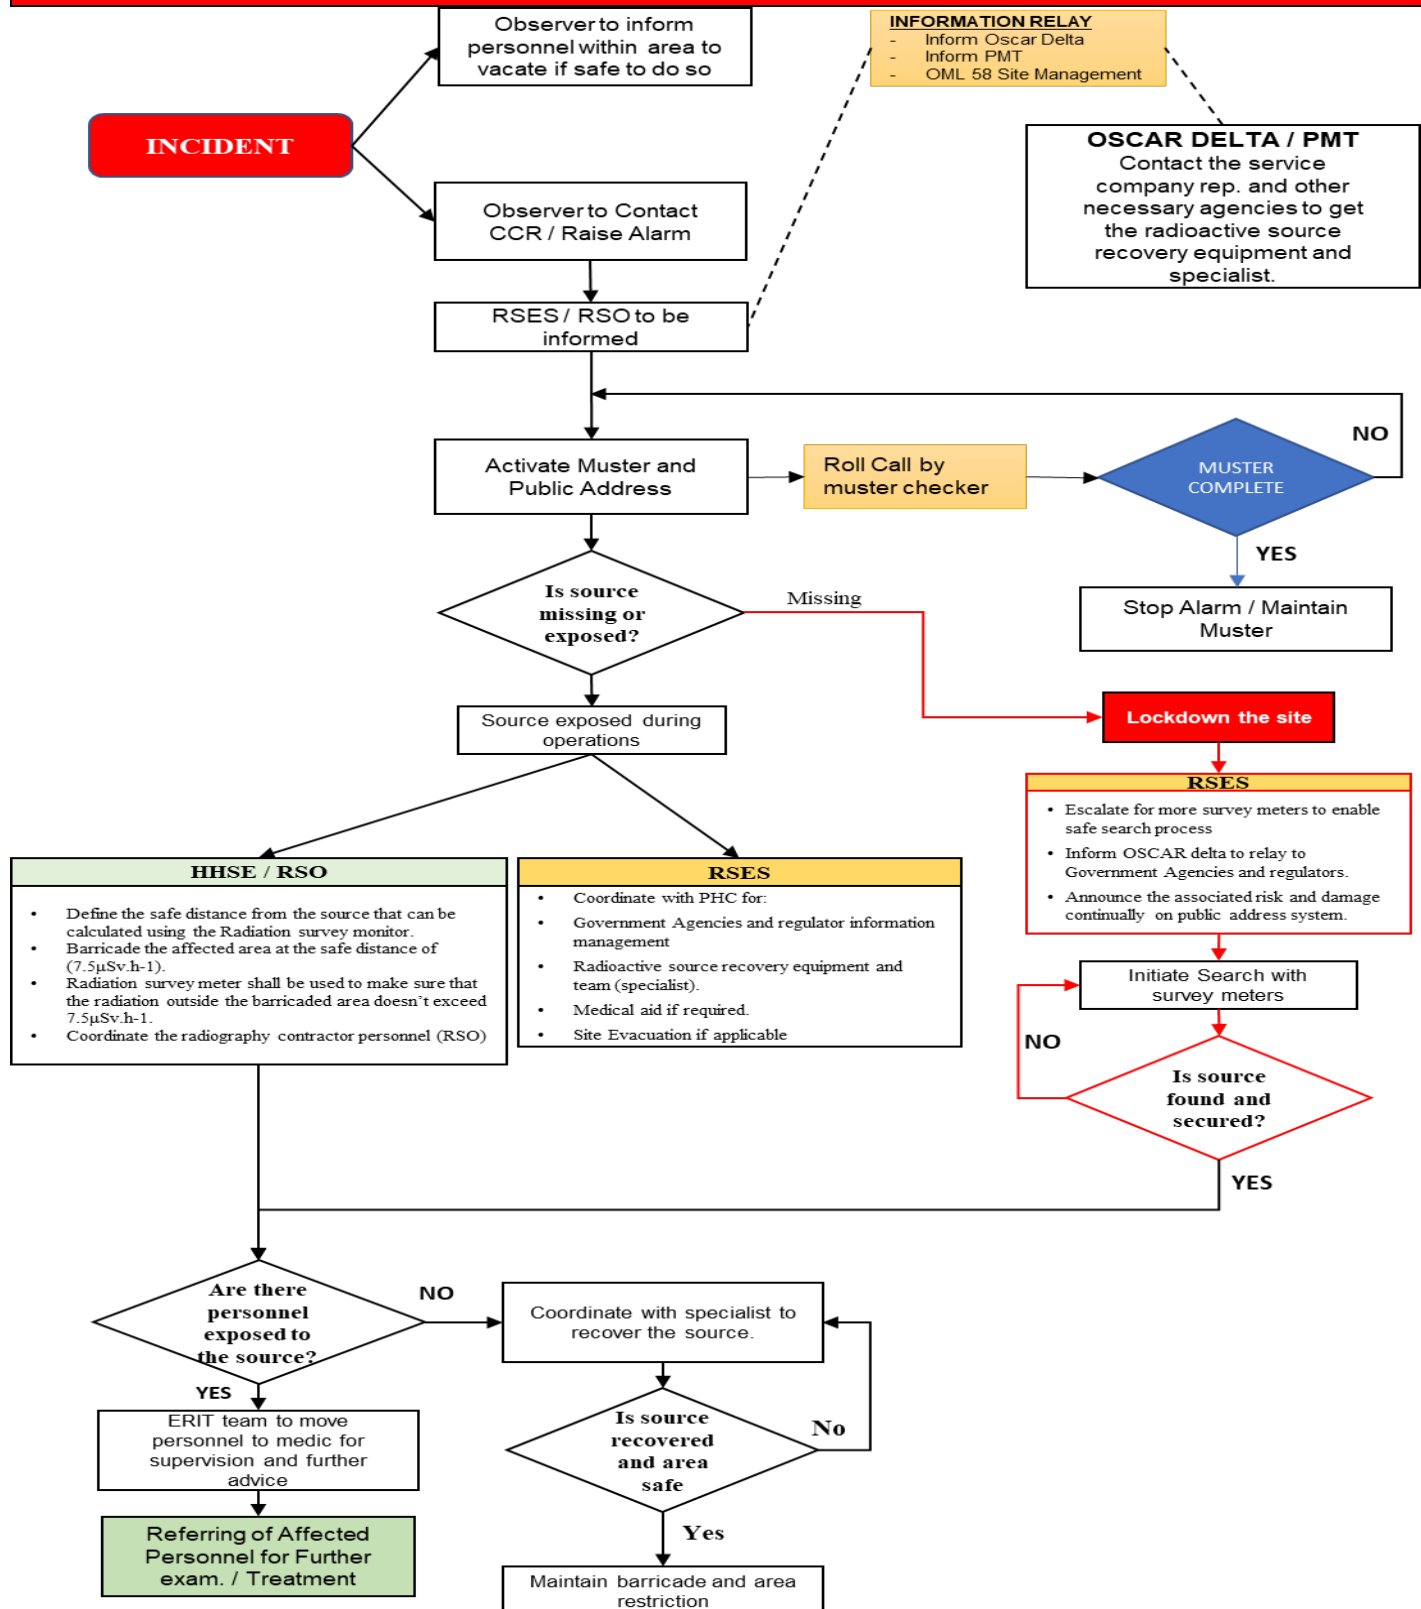 Observer to inform
personnel within area to
vacate if safe to do so
INFORMATION RELAY
- Inform Oscar Delta
- Inform PMT
- OML 58 Site Management
INCIDENT
OSCAR DELTA / PMT
Contact the service
company rep. and other
necessary agencies to get
the radioactive source
recovery equipment and
specialist.
Observer to Contact
CCR / Raise Alarm
RSES / RSO to be
informed
Activate Muster and
Public Address
Roll Call by
muster checker
MUSTER
COMPLETE
NO
YES
Stop Alarm / Maintain
Muster
Is source
missing or
exposed?
Missing
Source exposed during
operations
Lockdown the site
RSES
• Escalate for more survey meters to enable
safe search process
• Inform OSCAR delta to relay to
Government Agencies and regulators.
• Announce the associated risk and damage
continually on public address system.
HHSE / RSO
• Define the safe distance from the source that can be
calculated using the Radiation survey monitor.
• Barricade the affected area at the safe distance of
(7.5µSv.h-1).
• Radiation survey meter shall be used to make sure that
the radiation outside the barricaded area doesn't exceed
7.5µSv.h-1.
• Coordinate the radiography contractor personnel (RSO)
RSES
• Coordinate with PHC for:
• Government Agencies and regulator information
management
• Radioactive source recovery equipment and
team (specialist).
• Medical aid if required.
• Site Evacuation if applicable
Initiate Search with
survey meters
NO
Is source
found and
secured?
YES
Are there
personnel
exposed to
the source?
NO
YES
Coordinate with specialist to
recover the source.
ERIT team to move
personnel to medic for
supervision and further
advice
Is source
recovered
and area
safe
No
Yes
Referring of Affected
Personnel for Further
exam. / Treatment
Maintain barricade and area
restriction